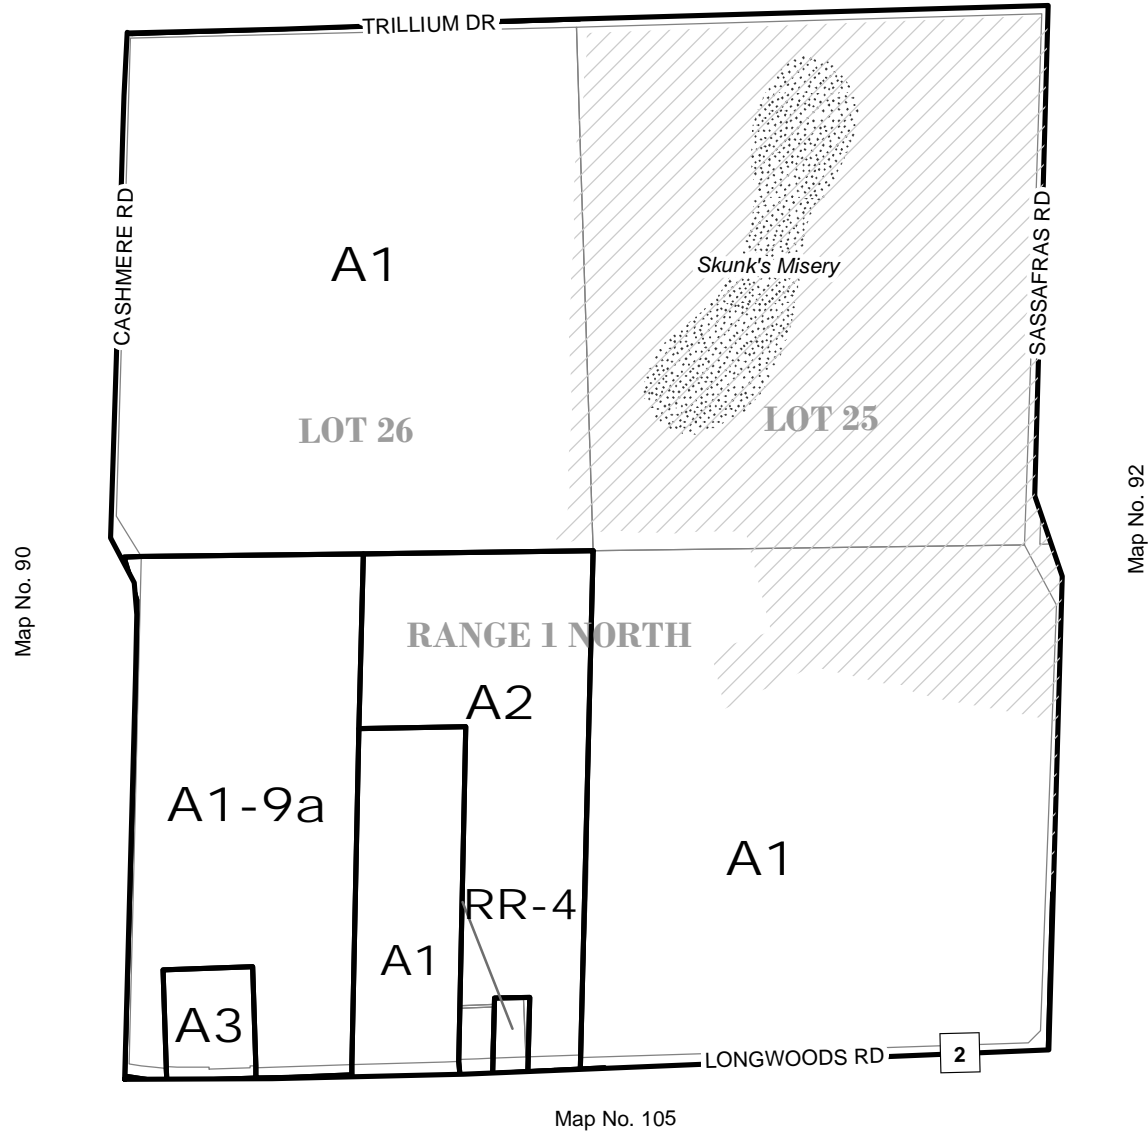 TRILLIUM DR
CASHMERE RD
SASSAFRAS RD
A1
Skunk's Misery
LOT 26
LOT 25
Map No. 90
Map No. 92
RANGE 1 NORTH
A2
A1-9a
A1
RR-4
A1
A3
LONGWOODS RD
2
Map No. 105